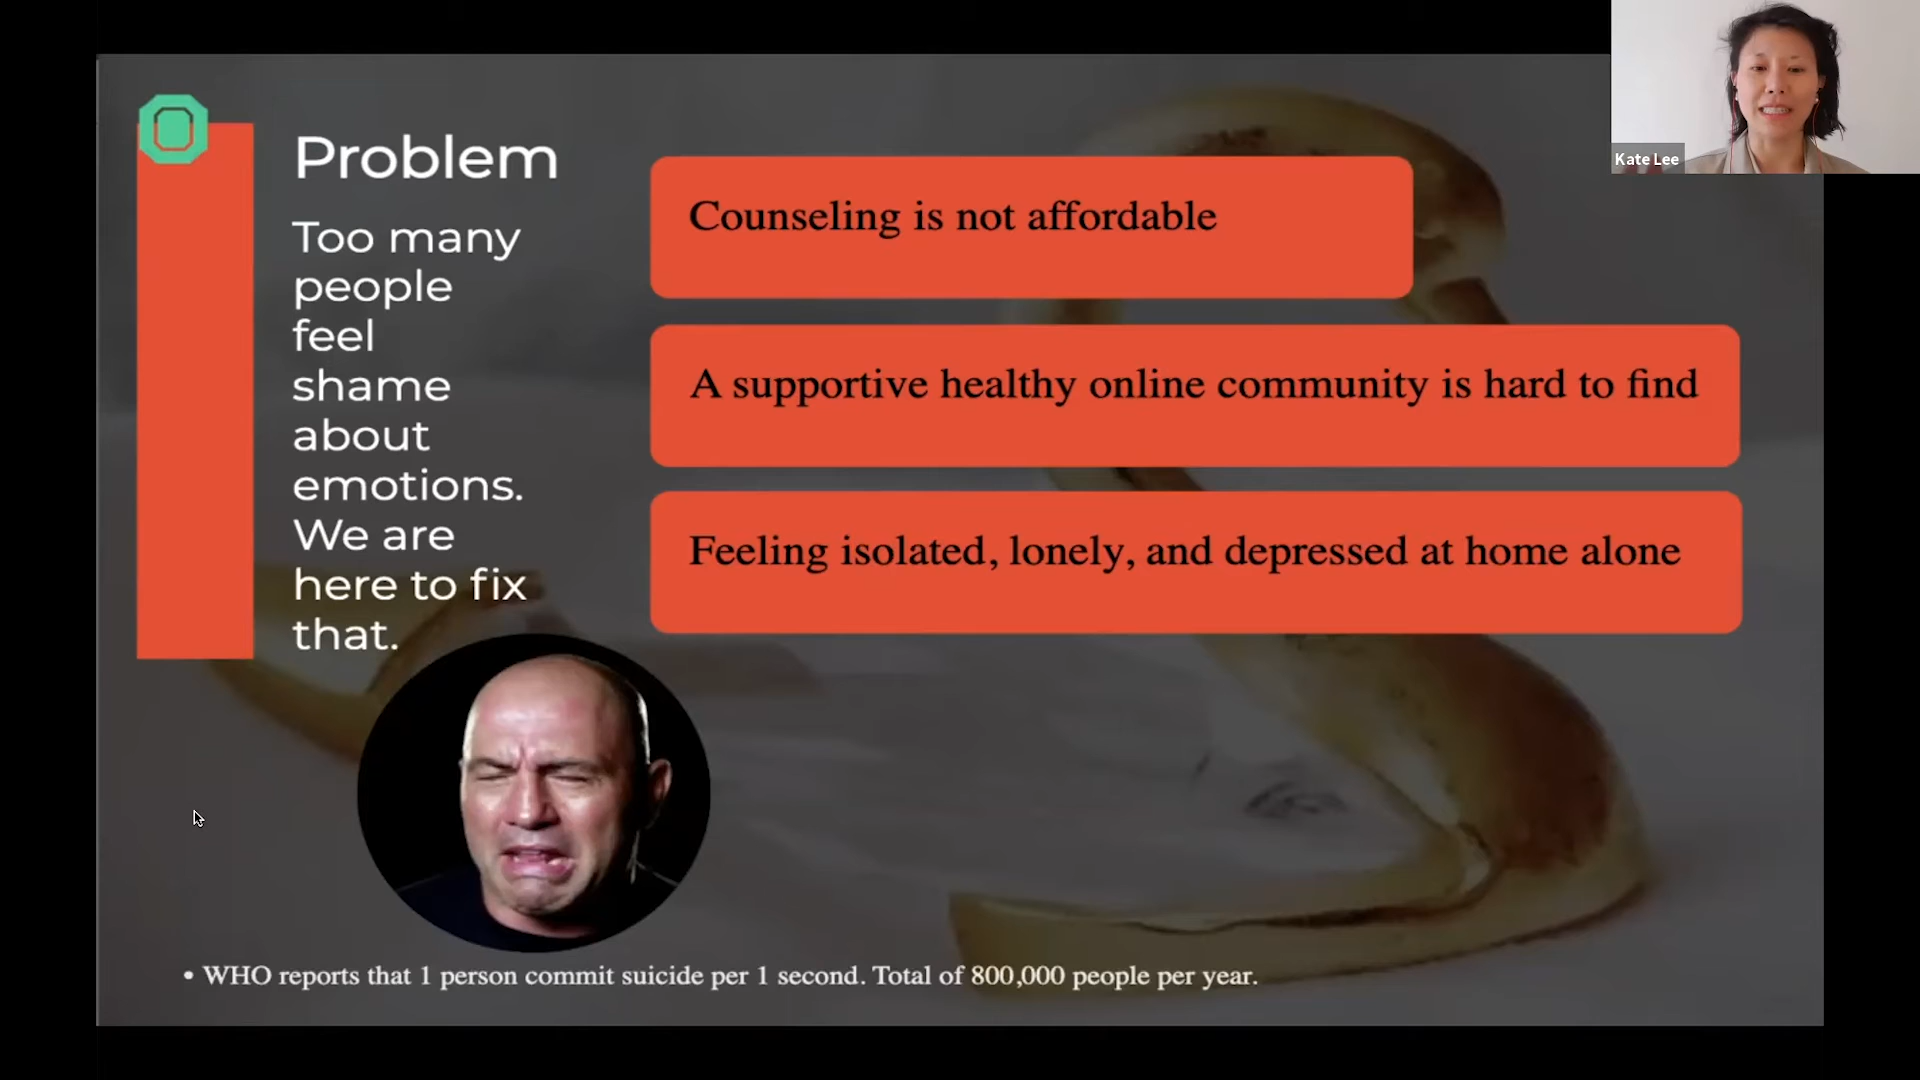 Problem
Too many
people
feel
shame
about
emotions.
We are
here to fix
that.
Counseling is not affordable
A supportive healthy online community is hard to find
Feeling isolated, lonely, and depressed at home alone
• WHO reports that 1 person commit suicide per 1 second. Total of 800,000 people per year.
Kate Lee